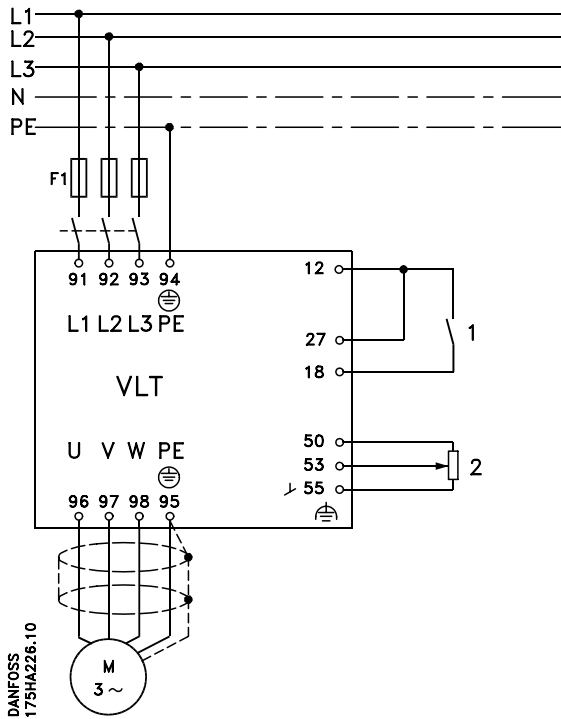 L1
L2
L3
N
PE
F1
91 92 93 94
L1 L2 L3 PE
VLT
U V W PE
96 97 98 95
12
27
18
1
50
53
55
2
M
3 ~
DANFOSS
175HA226.10